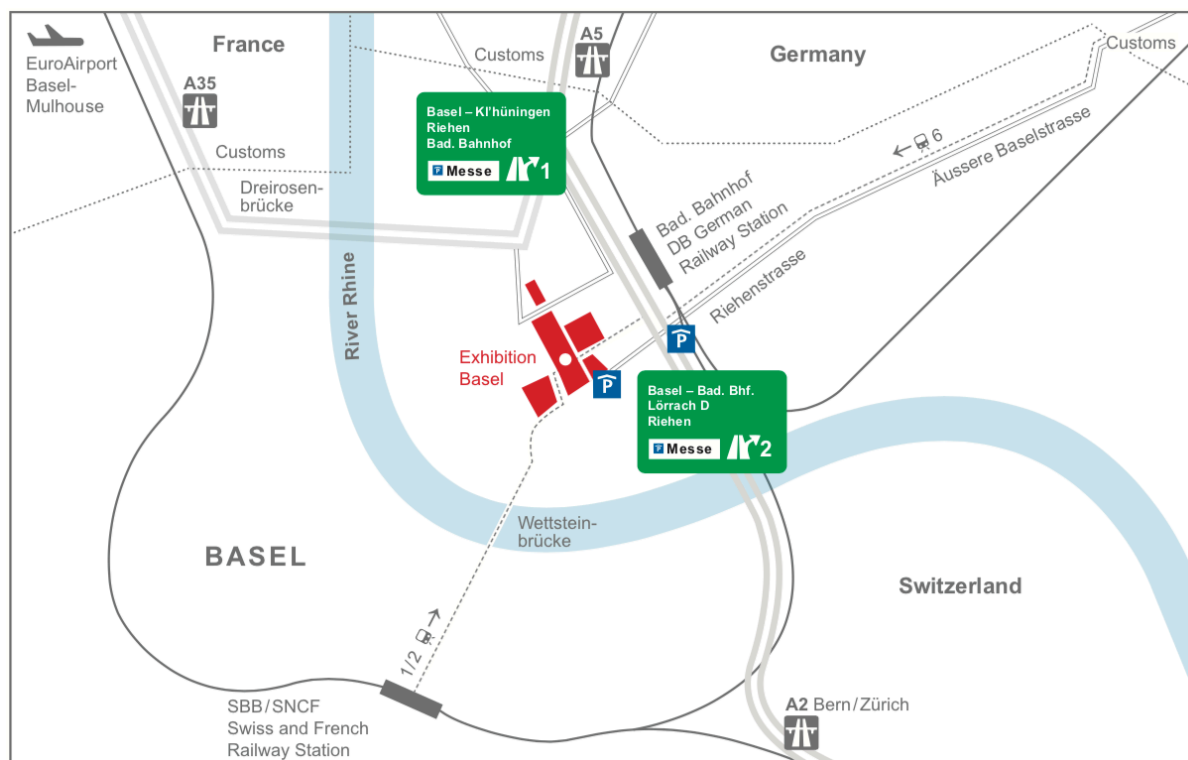 France
A5
Customs
Germany
Customs
EuroAirport
Basel-
Mulhouse
A35
Basel – Kl'hüningen
Riehen
Bad. Bahnhof
P Messe
1
6
Äussere Baselstrasse
Customs
Dreirosen-
brücke
Bad. Bahnhof
DB German
Railway Station
Riehenstrasse
River Rhine
P
Exhibition
Basel
P
Basel – Bad. Bhf.
Lörrach D
Riehen
P Messe
2
Wettstein-
brücke
BASEL
Switzerland
1/2
SBB/SNCF
Swiss and French
Railway Station
A2 Bern/Zürich